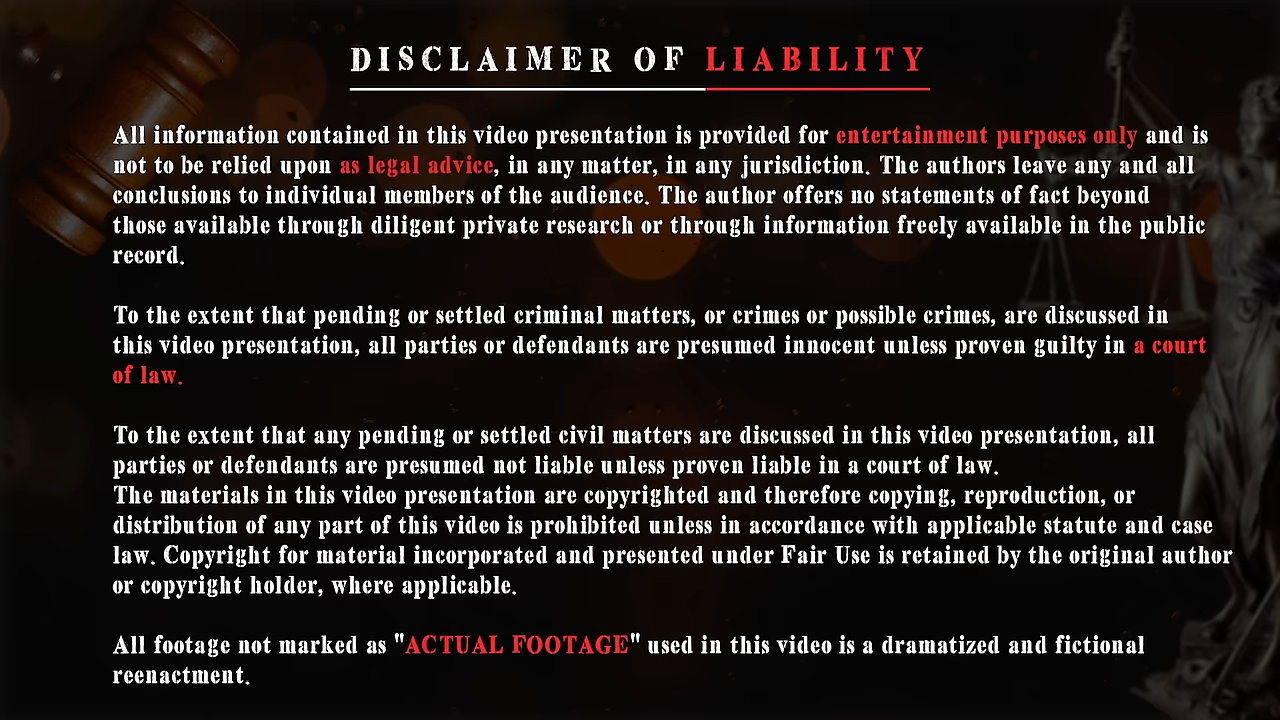 DISCLAIMER OF LIABILITY
All information contained in this video presentation is provided for entertainment purposes only and is
not to be relied upon as legal advice, in any matter, in any jurisdiction. The authors leave any and all
conclusions to individual members of the audience. The author offers no statements of fact beyond
those available through diligent private research or through information freely available in the public
record.
To the extent that pending or settled criminal matters, or crimes or possible crimes, are discussed in
this video presentation, all parties or defendants are presumed innocent unless proven guilty in a court
of law.
To the extent that any pending or settled civil matters are discussed in this video presentation, all
parties or defendants are presumed not liable unless proven liable in a court of law.
The materials in this video presentation are copyrighted and therefore copying, reproduction, or
distribution of any part of this video is prohibited unless in accordance with applicable statute and case
law. Copyright for material incorporated and presented under Fair Use is retained by the original author
or copyright holder, where applicable.
All footage not marked as "ACTUAL FOOTAGE" used in this video is a dramatized and fictional
reenactment.